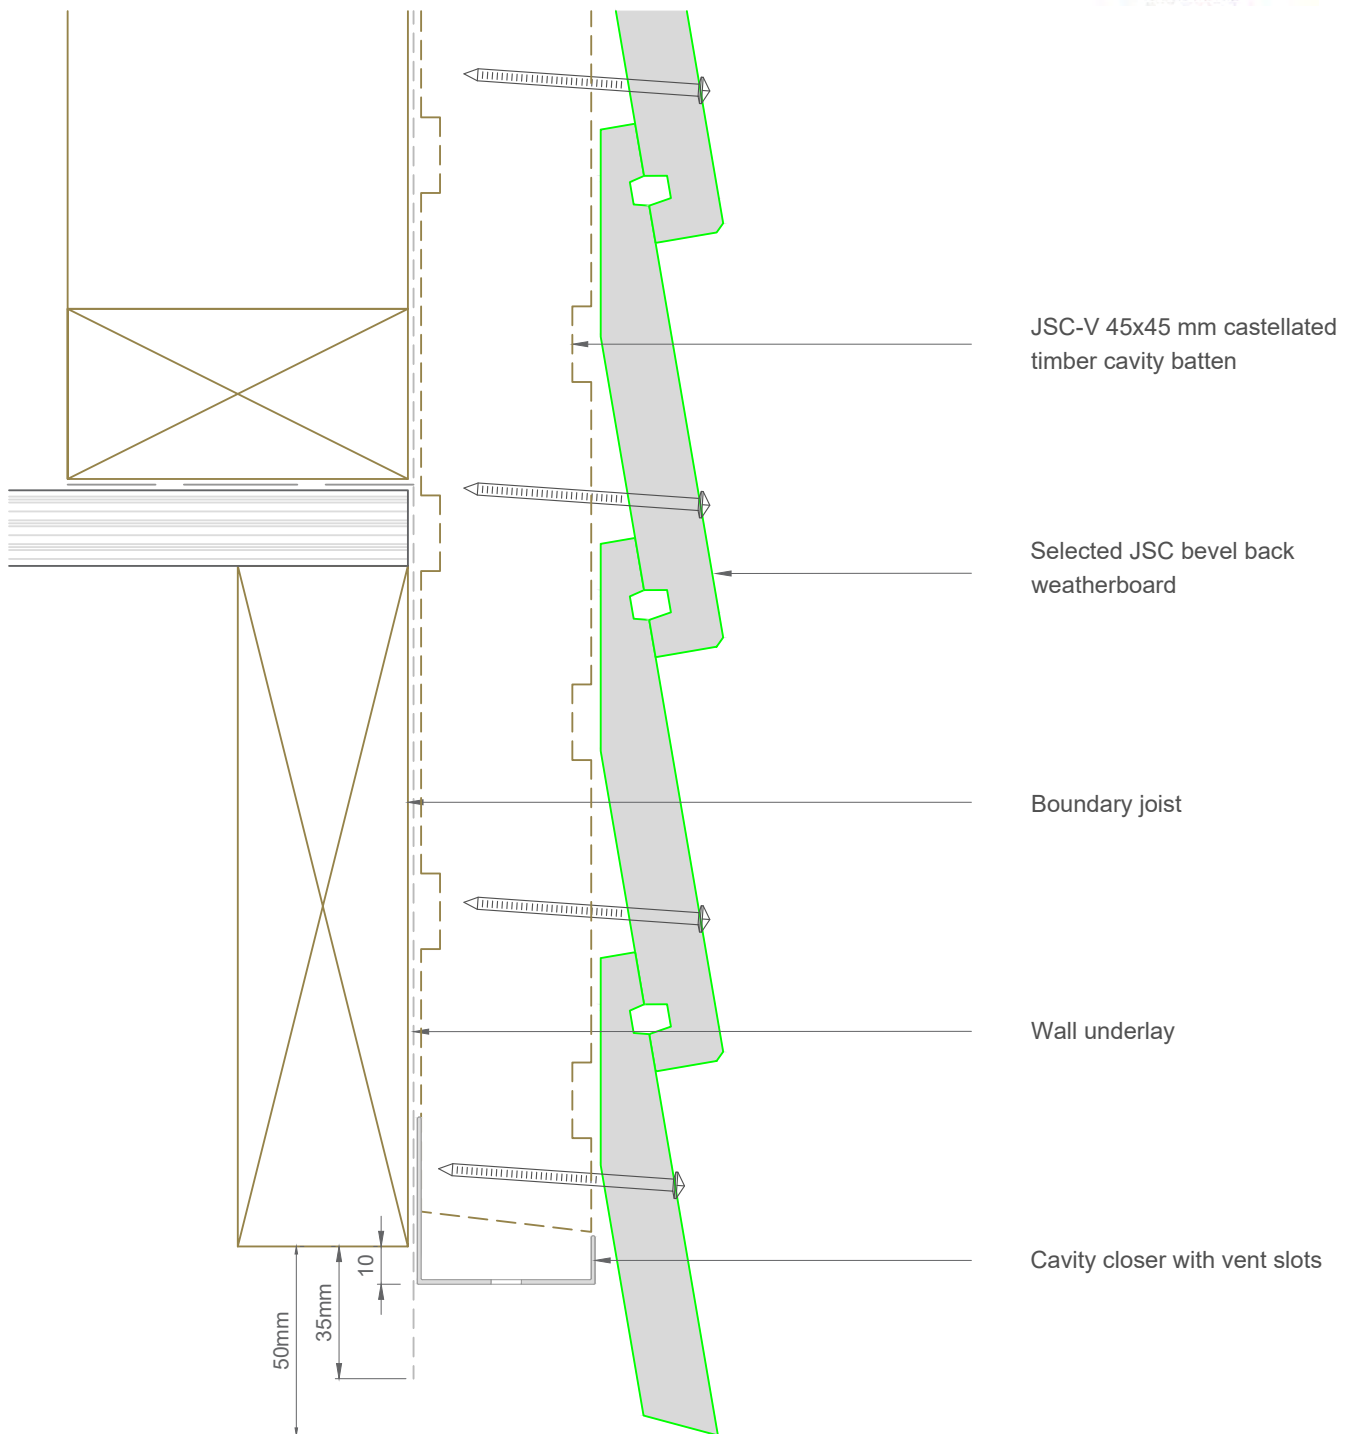 JSC-V 45x45 mm castellated
timber cavity batten
Selected JSC bevel back
weatherboard
Boundary joist
Wall underlay
Cavity closer with vent slots
10
35mm
50mm